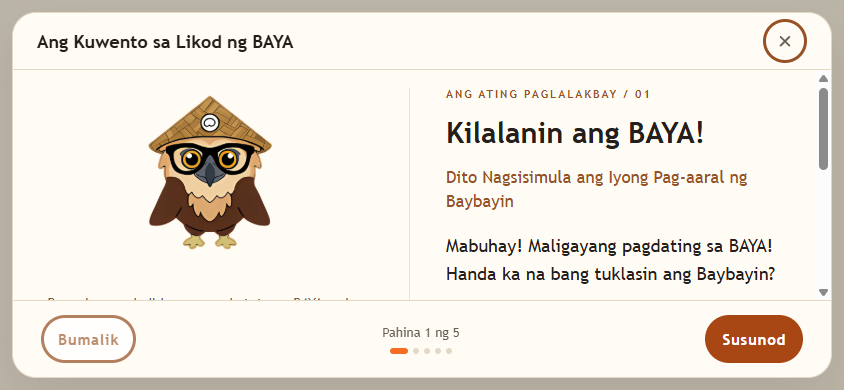 Ang Kuwento sa Likod ng BAYA
ANG ATING PAGLALAKBAY / 01
Kilalanin ang BAYA!
Dito Nagsisimula ang Iyong Pag-aaral ng
Baybayin
Mabuhay! Maligayang pagdating sa BAYA!
Handa ka na bang tuklasin ang Baybayin?
Bumalik
Pahina 1 ng 5
Susunod